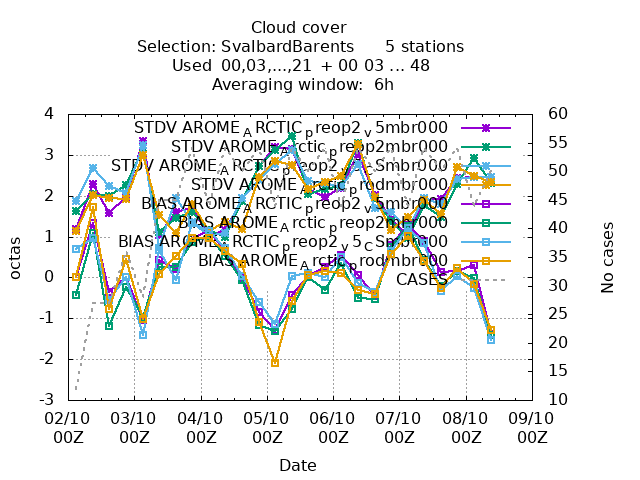 Cloud cover
Selection: SvalbardBarents 5 stations
Used 00,03,...,21 + 00 03 ... 48
Averaging window: 6h
4 60
STDV AROME_ARCTIC_preop2_v5mbr000
STDV AROME_Arctic_preop2mbr000
STDV AROME_ARCTIC_preop2
STDV AROME_Arctic_prodmbr000
BIAS AROME_ARCTIC_preop2_v5mbr000
BIAS AROME_Arctic_preop2mbr000
BIAS AROME_ARCTIC_preop2_v5
BIAS AROME_Arctic_prodmbr000
CASES
3 55
2 50
1 45
0 40
-1 35
-2 30
-3 25
20
15
10
octas
No cases
02/10 03/10 04/10 05/10 06/10 07/10 08/10 09/10
00Z 00Z 00Z 00Z 00Z 00Z 00Z 00Z
Date